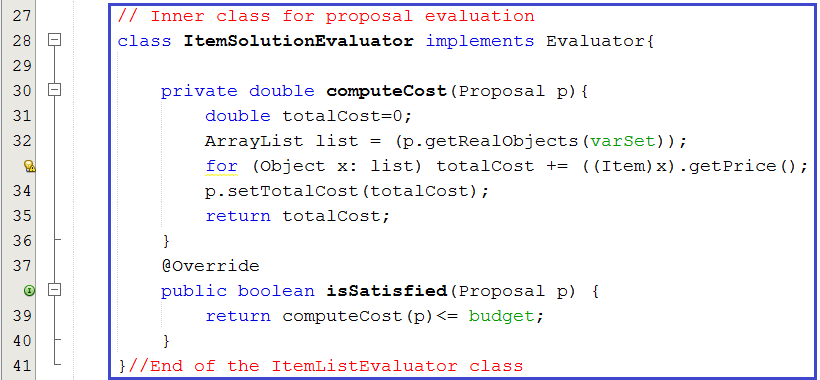 27 // Inner class for proposal evaluation
28 class ItemSolutionEvaluator implements Evaluator{
29
30 private double computeCost(Proposal p){
31 double totalCost=0;
32 ArrayList list = (p.getRealObjects(varSet));
for (Object x: list) totalCost += ((Item)x).getPrice();
34 p.setTotalCost(totalCost);
35 return totalCost;
36 }
37 @Override
public boolean isSatisfied(Proposal p) {
39 return computeCost(p)<= budget;
40 }
41 }//End of the ItemListEvaluator class